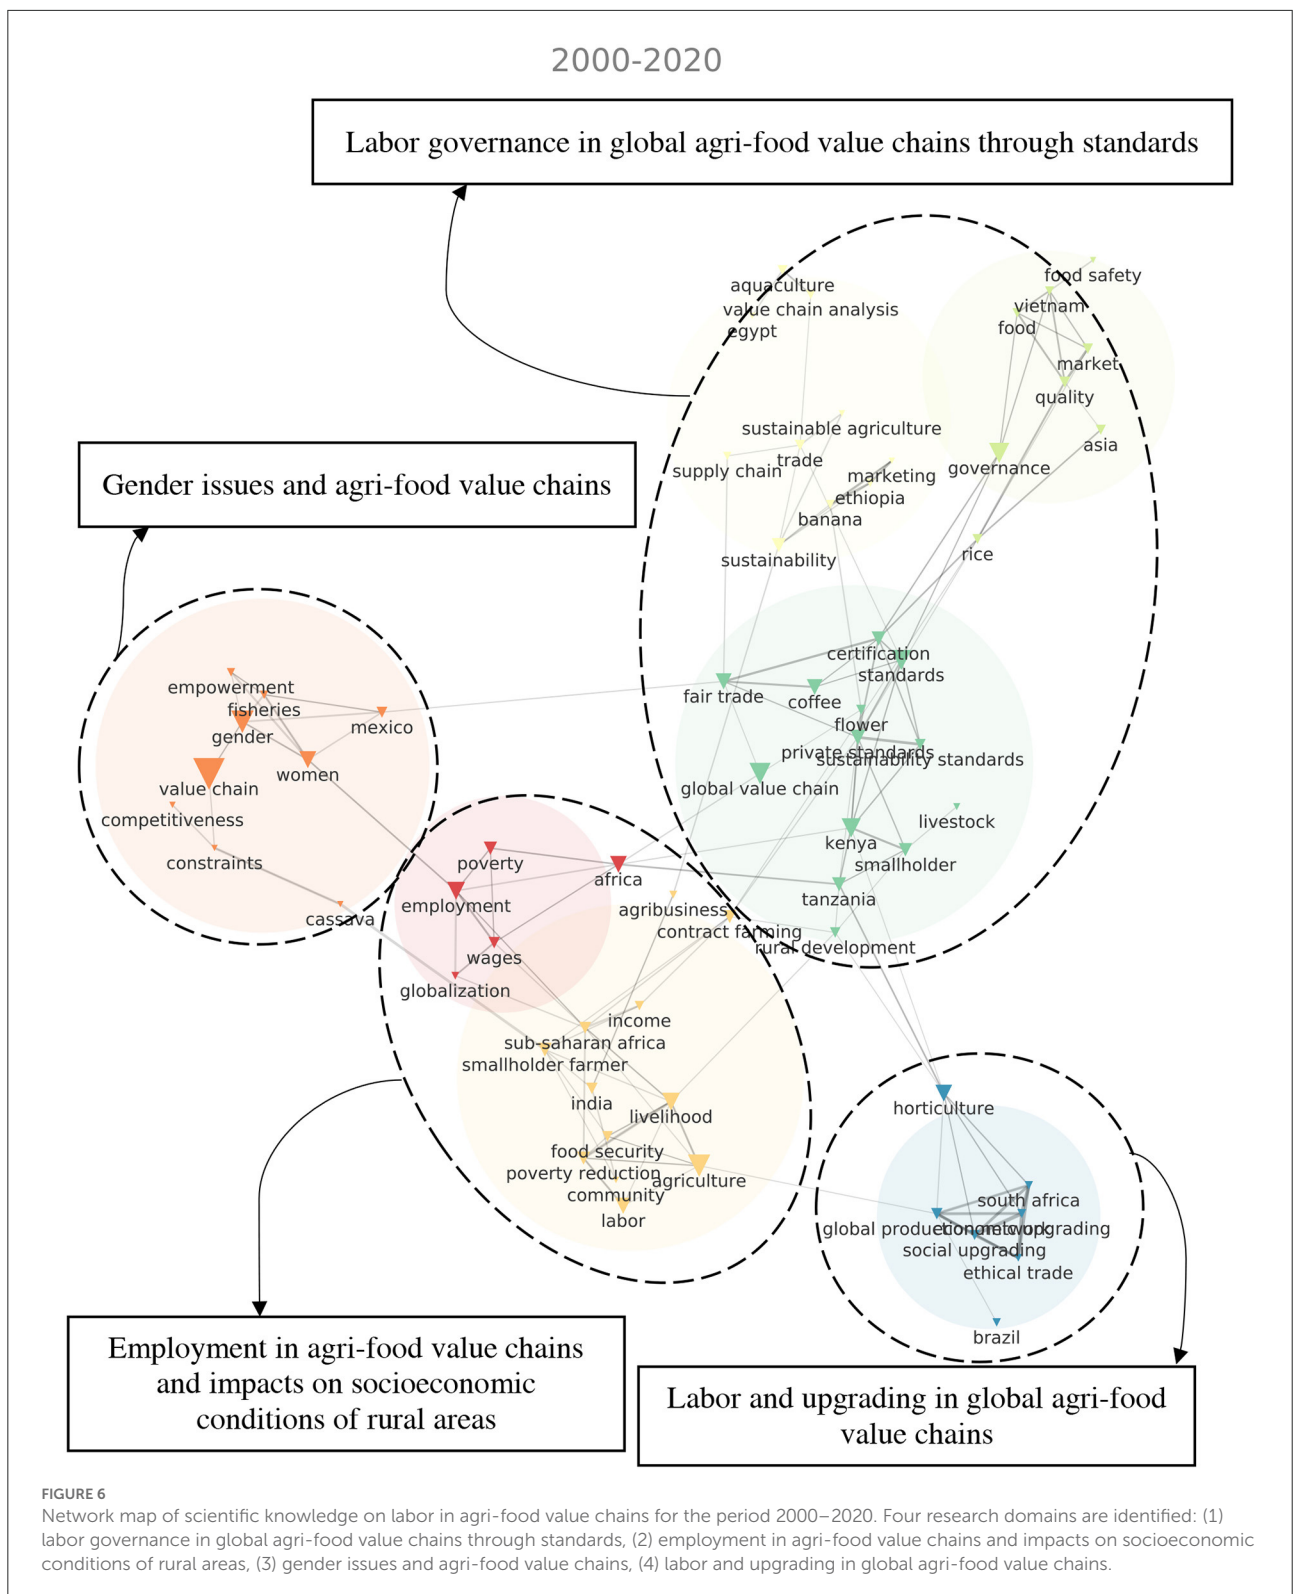 2000-2020
Labor governance in global agri-food value chains through standards
aquaculture
food safety
value chain analysis
vietnam
egypt
food
market
quality
sustainable agriculture
asia
supply chain
trade
governance
marketing
ethiopia
banana
Gender issues and agri-food value chains
sustainability
rice
certification
standards
empowerment
fair trade
coffee
fisheries
mexico
flower
gender
private standards
sustainability standards
women
value chain
global value chain
competitiveness
livestock
kenya
constraints
poverty
smallholder
africa
tanzania
employment
cassava
agribusiness
contract farming
rural development
wages
globalization
income
sub-saharan africa
smallholder farmer
india
livelihood
horticulture
food security
poverty reduction
agriculture
community
labor
south africa
global production network
economic upgrading
social upgrading
ethical trade
brazil
Employment in agri-food value chains
and impacts on socioeconomic
conditions of rural areas
Labor and upgrading in global agri-food
value chains
FIGURE 6
Network map of scientific knowledge on labor in agri-food value chains for the period 2000–2020. Four research domains are identified: (1)
labor governance in global agri-food value chains through standards, (2) employment in agri-food value chains and impacts on socioeconomic
conditions of rural areas, (3) gender issues and agri-food value chains, (4) labor and upgrading in global agri-food value chains.